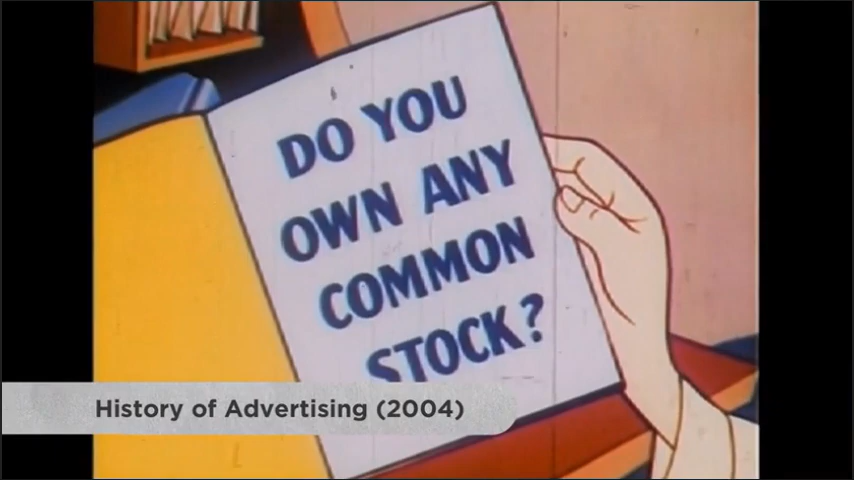 DO YOU
OWN ANY
COMMON
STOCK?
History of Advertising (2004)